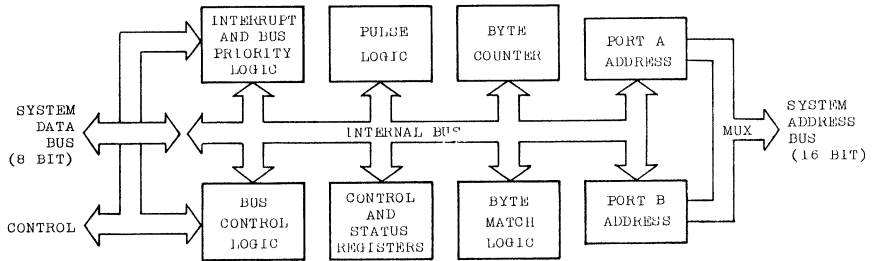 INTERRUPT
AND BUS
PRIORITY
LOGIC
PULSE
LOGIC
BYTE
COUNTER
PORT A
ADDRESS
SYSTEM
DATA
BUS
(8 BIT)
INTERNAL BUS
MUX
SYSTEM
ADDRESS
BUS
(16 BIT)
CONTROL
BUS
CONTROL
LOGIC
CONTROL
AND
STATUS
REGISTERS
BYTE
MATCH
LOGIC
PORT B
ADDRESS